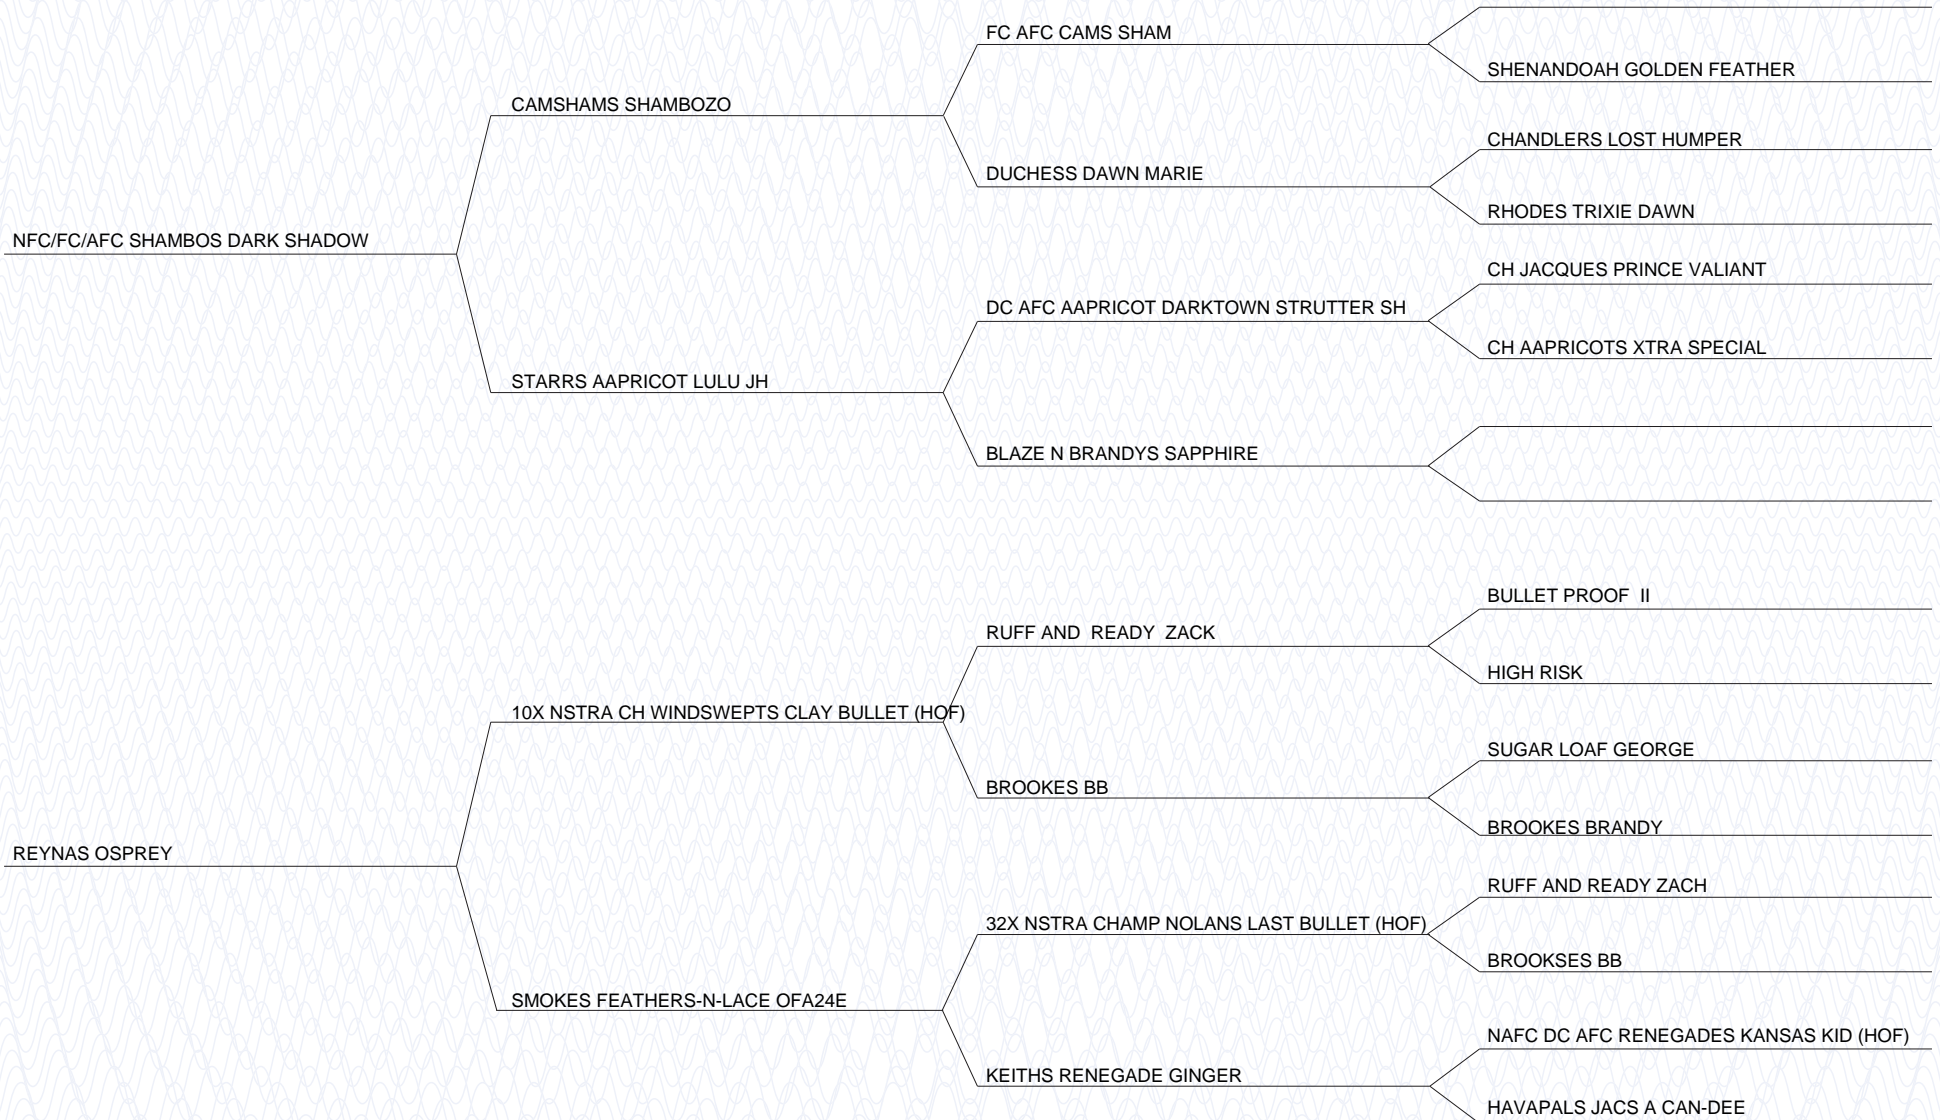 FC AFC CAMS SHAM
SHENANDOAH GOLDEN FEATHER
CAMSHAMS SHAMBOZO
CHANDLERS LOST HUMPER
DUCHESS DAWN MARIE
RHODES TRIXIE DAWN
NFC/FC/AFC SHAMBOS DARK SHADOW
CH JACQUES PRINCE VALIANT
DC AFC AAPRICOT DARKTOWN STRUTTER SH
CH AAPRICOTS XTRA SPECIAL
STARRS AAPRICOT LULU JH
BLAZE N BRANDYS SAPPHIRE
BULLET PROOF  II
RUFF AND  READY  ZACK
HIGH RISK
10X NSTRA CH WINDSWEPTS CLAY BULLET (HOF)
SUGAR LOAF GEORGE
BROOKES BB
BROOKES BRANDY
REYNAS OSPREY
RUFF AND READY ZACH
32X NSTRA CHAMP NOLANS LAST BULLET (HOF)
BROOKSES BB
SMOKES FEATHERS-N-LACE OFA24E
NAFC DC AFC RENEGADES KANSAS KID (HOF)
KEITHS RENEGADE GINGER
HAVAPALS JACS A CAN-DEE